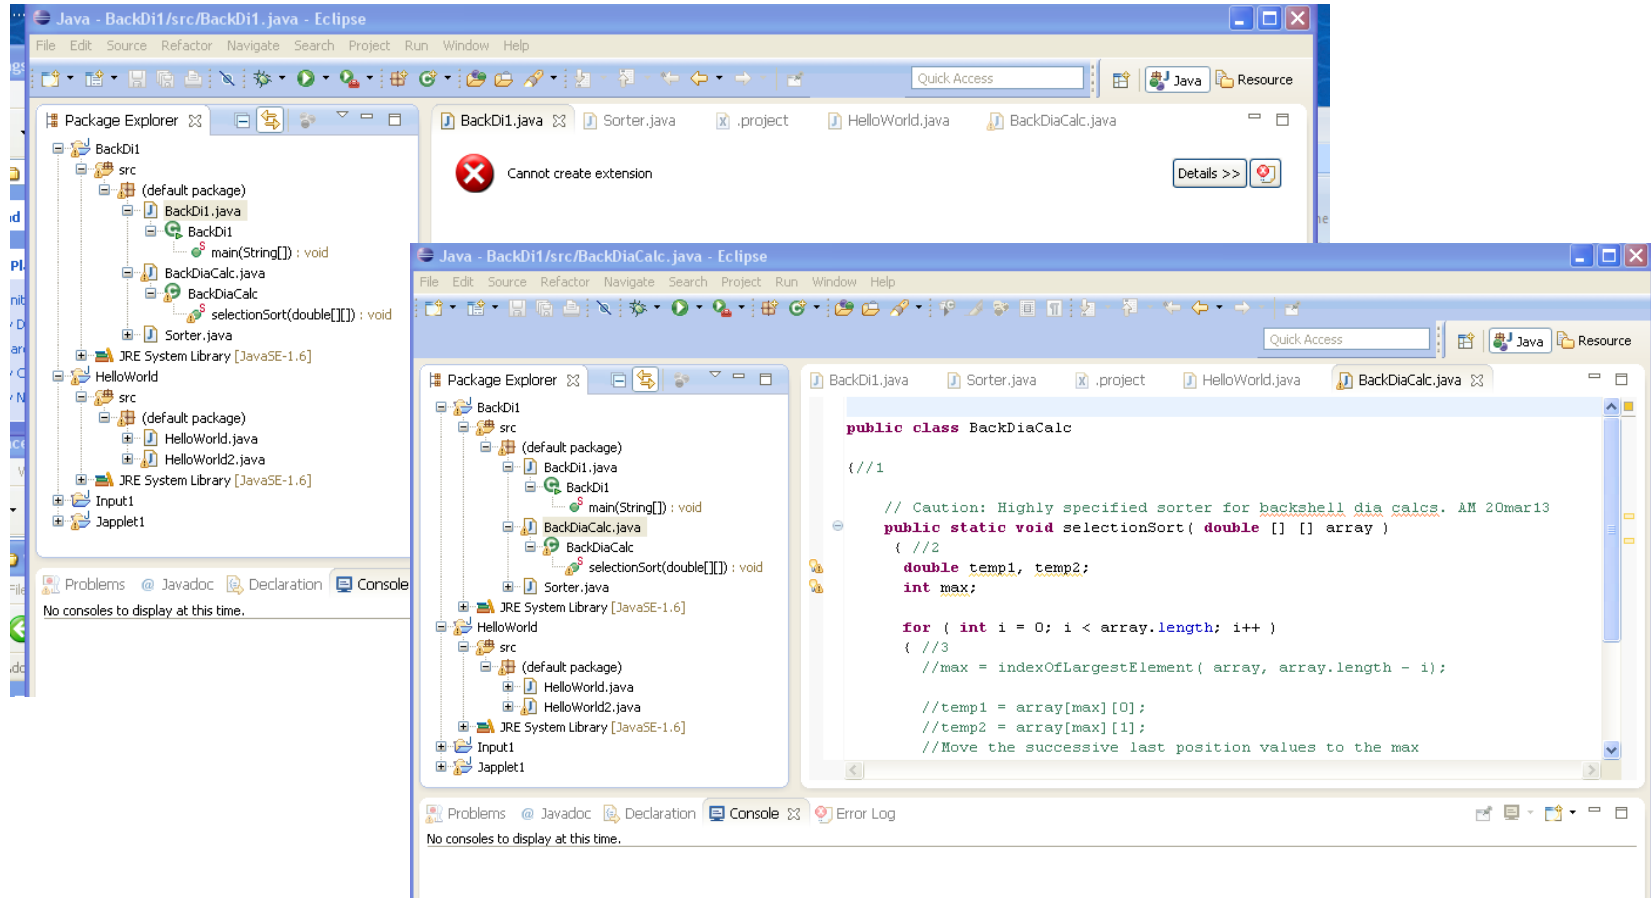 Java - BackDi1/src/BackDi1.java - Eclipse
File Edit Source Refactor Navigate Search Project Run Window Help
Quick Access
Java
Resource
Package Explorer
BackDi1
src
(default package)
BackDi1.java
BackDi1
main(String[]) : void
BackDiaCalc.java
BackDiaCalc
selectionSort(double[][]) : void
Sorter.java
JRE System Library [JavaSE-1.6]
HelloWorld
src
(default package)
HelloWorld.java
HelloWorld2.java
JRE System Library [JavaSE-1.6]
Input1
Japplet1
BackDi1.java Sorter.java .project HelloWorld.java BackDiaCalc.java
Cannot create extension
Details >>
Problems @ Javadoc Declaration Console
No consoles to display at this time.
Java - BackDi1/src/BackDiaCalc.java - Eclipse
File Edit Source Refactor Navigate Search Project Run Window Help
Quick Access
Java
Resource
Package Explorer
BackDi1
src
(default package)
BackDi1.java
BackDi1
main(String[]) : void
BackDiaCalc.java
BackDiaCalc
selectionSort(double[][]) : void
Sorter.java
JRE System Library [JavaSE-1.6]
HelloWorld
src
(default package)
HelloWorld.java
HelloWorld2.java
JRE System Library [JavaSE-1.6]
Input1
Japplet1
BackDi1.java Sorter.java .project HelloWorld.java BackDiaCalc.java
public class BackDiaCalc
{//1
// Caution: Highly specified sorter for backshell dia calcs. AM 20mar13
public static void selectionSort( double [] [] array )
{ //2
double temp1, temp2;
int max;
for ( int i = 0; i < array.length; i++ )
{ //3
//max = indexOfLargestElement( array, array.length - i);
//temp1 = array[max][0];
//temp2 = array[max][1];
//Move the successive last position values to the max
Problems @ Javadoc Declaration Console Error Log
No consoles to display at this time.